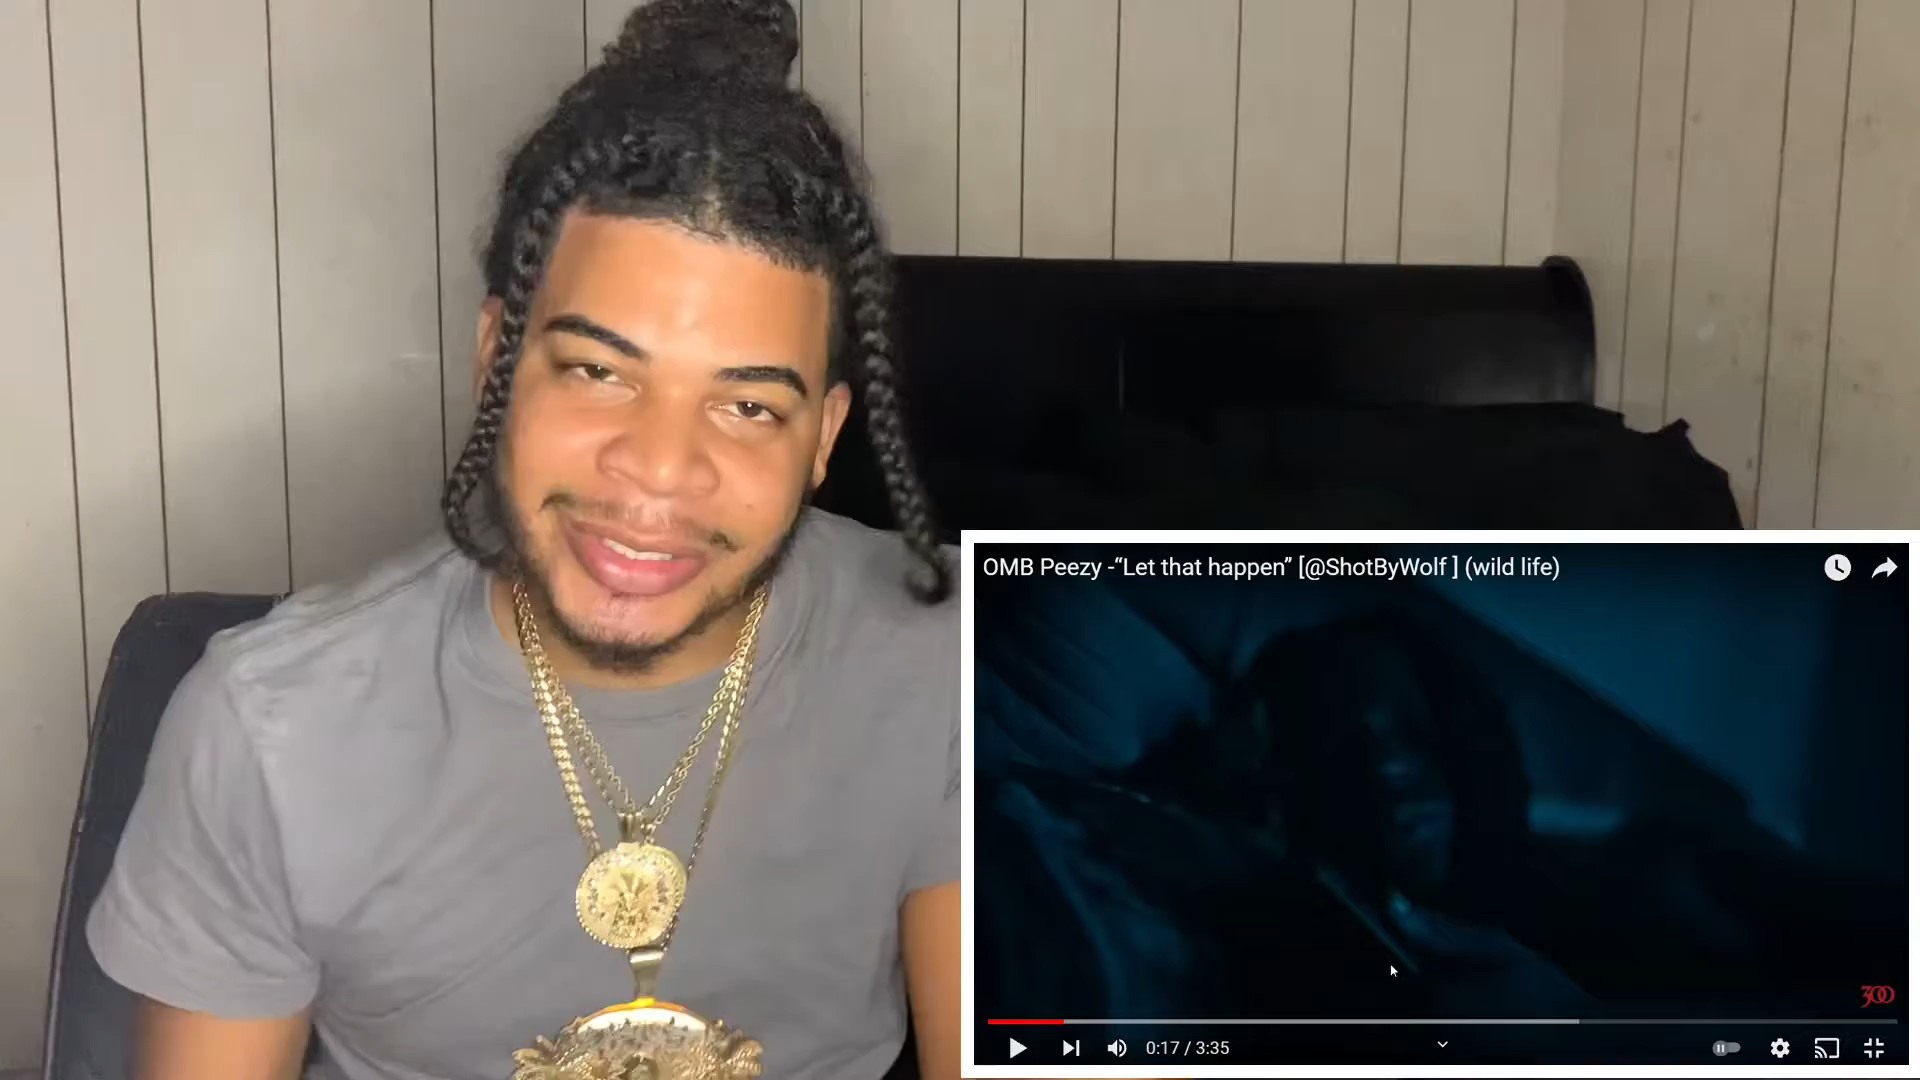 OMB Peezy -“Let that happen” [@ShotByWolf ] (wild life)
300
0:17 / 3:35